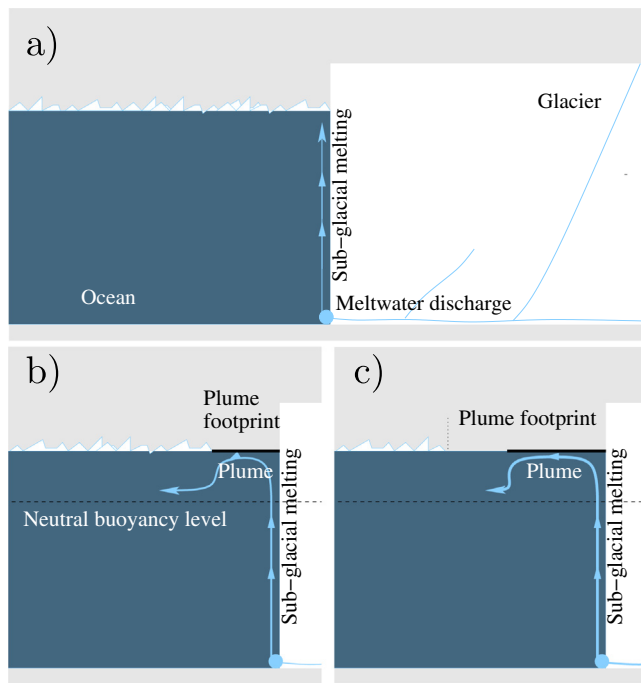 a)
Glacier
Sub-glacial melting
Ocean
Meltwater discharge
b)
Plume
footprint
Plume
Neutral buoyancy level
Sub-glacial melting
c)
Plume footprint
Plume
Sub-glacial melting